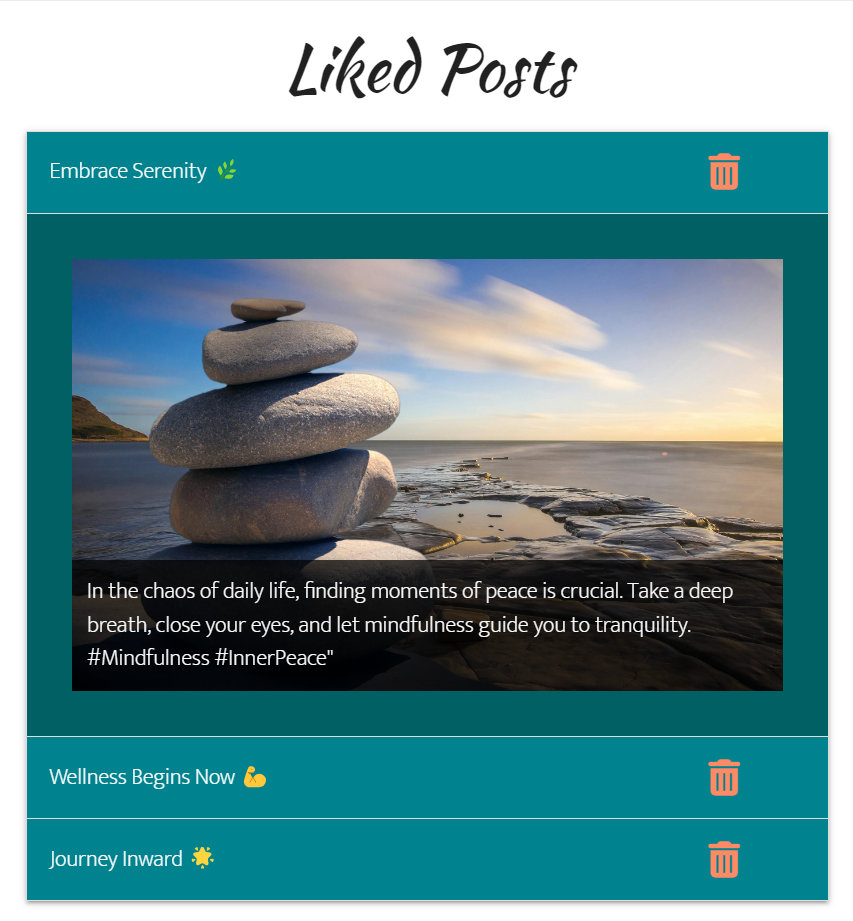 Liked Posts
Embrace Serenity 🌿
In the chaos of daily life, finding moments of peace is crucial. Take a deep
breath, close your eyes, and let mindfulness guide you to tranquility.
#Mindfulness #InnerPeace"
Wellness Begins Now 💪
Journey Inward 🌟